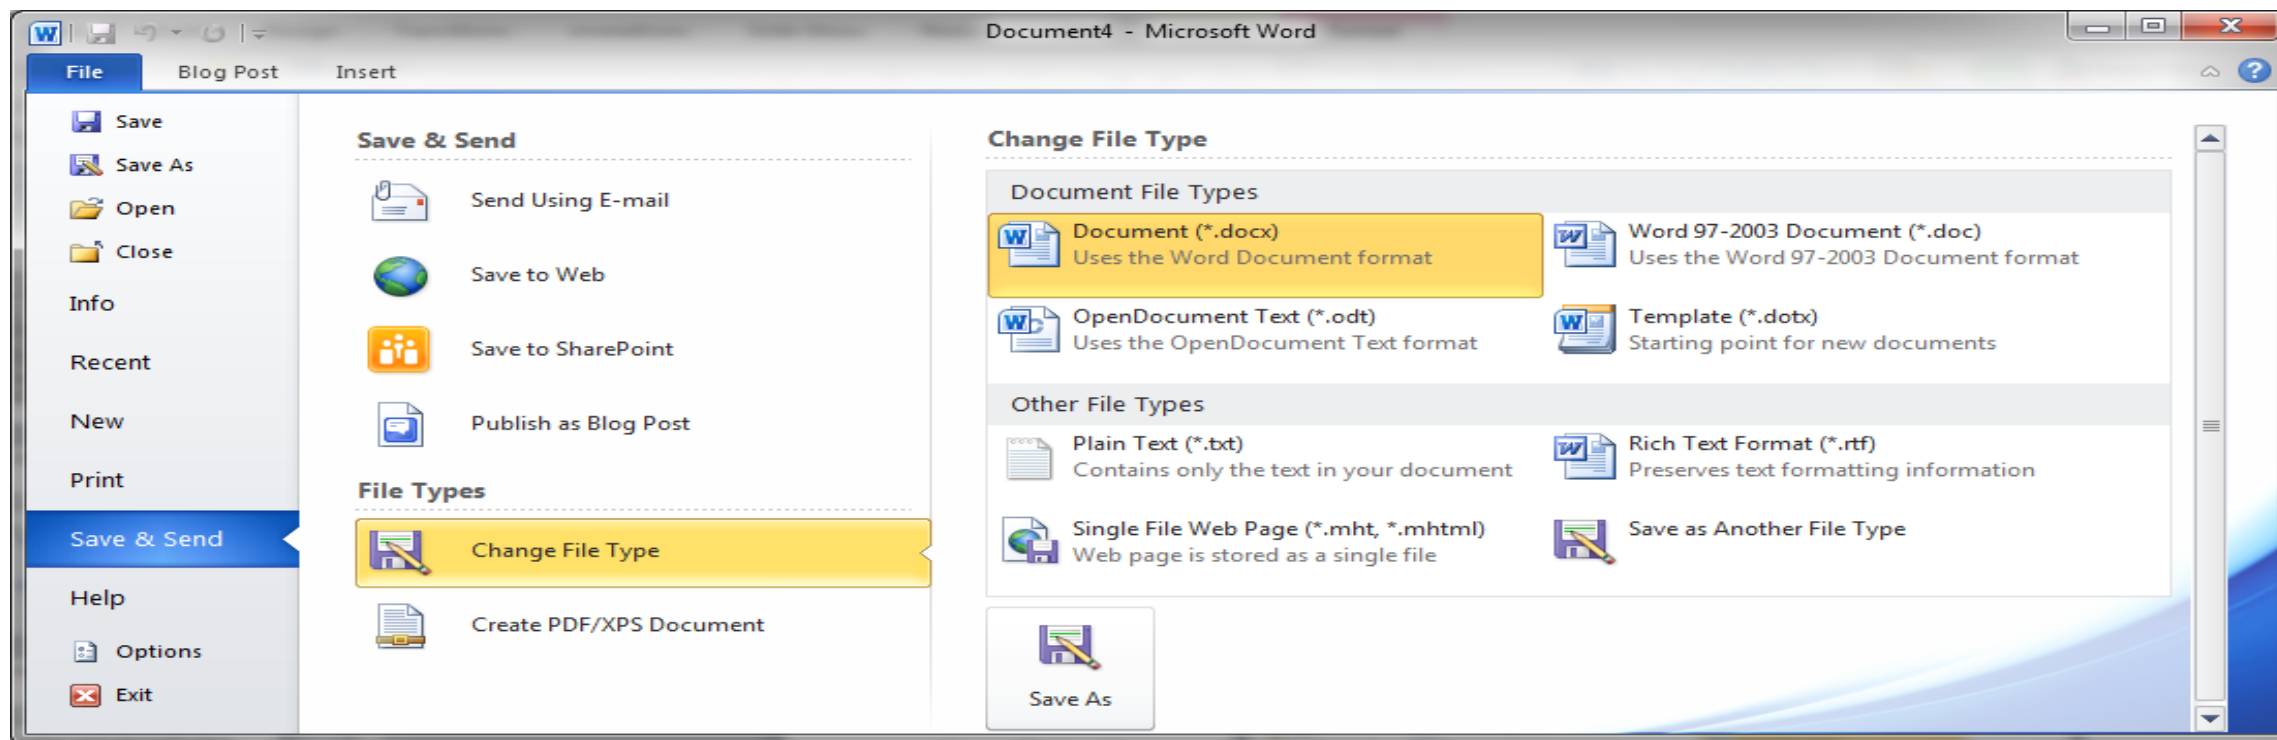 Document4 - Microsoft Word
File Blog Post Insert
Save
Save As
Open
Close
Info
Recent
New
Print
Save & Send
Help
Options
Exit
Save & Send
Send Using E-mail
Save to Web
Save to SharePoint
Publish as Blog Post
File Types
Change File Type
Create PDF/XPS Document
Change File Type
Document File Types
Document (*.docx)
Uses the Word Document format
Word 97-2003 Document (*.doc)
Uses the Word 97-2003 Document format
OpenDocument Text (*.odt)
Uses the OpenDocument Text format
Template (*.dotx)
Starting point for new documents
Other File Types
Plain Text (*.txt)
Contains only the text in your document
Rich Text Format (*.rtf)
Preserves text formatting information
Single File Web Page (*.mht, *.mhtml)
Web page is stored as a single file
Save as Another File Type
Save As